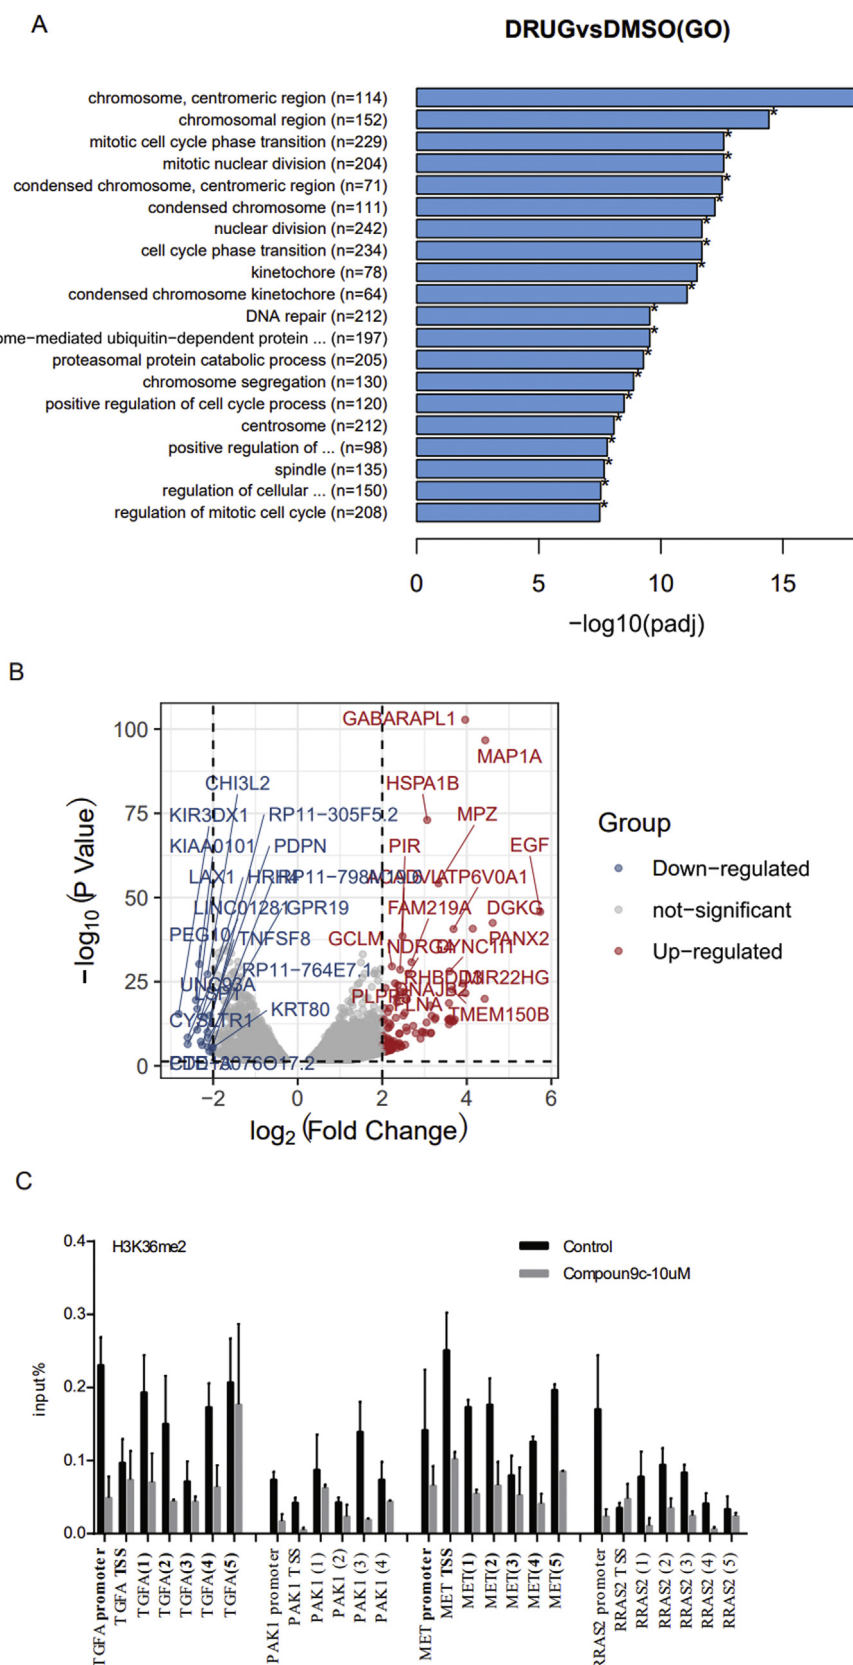 A
DRUGvsDMSO(GO)
chromosome, centromeric region (n=114)
chromosomal region (n=152)
*
mitotic cell cycle phase transition (n=229)
*
mitotic nuclear division (n=204)
*
condensed chromosome, centromeric region (n=71)
*
condensed chromosome (n=111)
*
nuclear division (n=242)
*
cell cycle phase transition (n=234)
*
kinetochore (n=78)
*
condensed chromosome kinetochore (n=64)
*
DNA repair (n=212)
*
ome−mediated ubiquitin−dependent protein ... (n=197)
*
proteasomal protein catabolic process (n=205)
*
chromosome segregation (n=130)
*
positive regulation of cell cycle process (n=120)
*
centrosome (n=212)
*
positive regulation of ... (n=98)
*
spindle (n=135)
*
regulation of cellular ... (n=150)
*
regulation of mitotic cell cycle (n=208)
*
0 5 10 15
−log10(padj)
B
−log10 (P Value)
100
75
50
25
0
GABARAPL1
MAP1A
CHI3L2
HSPA1B
KIR3DX1
RP11−305F5.2
MPZ
KIAA0101
PDPN
PIR
EGF
LAX1
ATP6V0A1
LINC01281
GPR19
FAM219A
DGKG
PEG10
TNFSF8
GCLM
NDRG4
DYNC1I1
PANX2
RP11−764E7.1
RHBDD3
MIR22HG
UNC93A
DNAJB2
FLNA
KRT80
TMEM150B
CYSLTR1
−2 0 2 4 6
log2 (Fold Change)
Group
Down−regulated
not−significant
Up−regulated
C
H3K36me2
Control
Compoun9c-10uM
input%
0.4
0.3
0.2
0.1
0.0
TGFA promoter
TGFA TSS
TGFA(1)
TGFA(2)
TGFA(3)
TGFA(4)
TGFA(5)
PAK1 promoter
PAK1 TSS
PAK1 (1)
PAK1 (2)
PAK1 (3)
PAK1 (4)
MET promoter
MET TSS
MET(1)
MET(2)
MET(3)
MET(4)
MET(5)
RRAS2 promoter
RRAS2 TSS
RRAS2 (1)
RRAS2 (2)
RRAS2 (3)
RRAS2 (4)
RRAS2 (5)